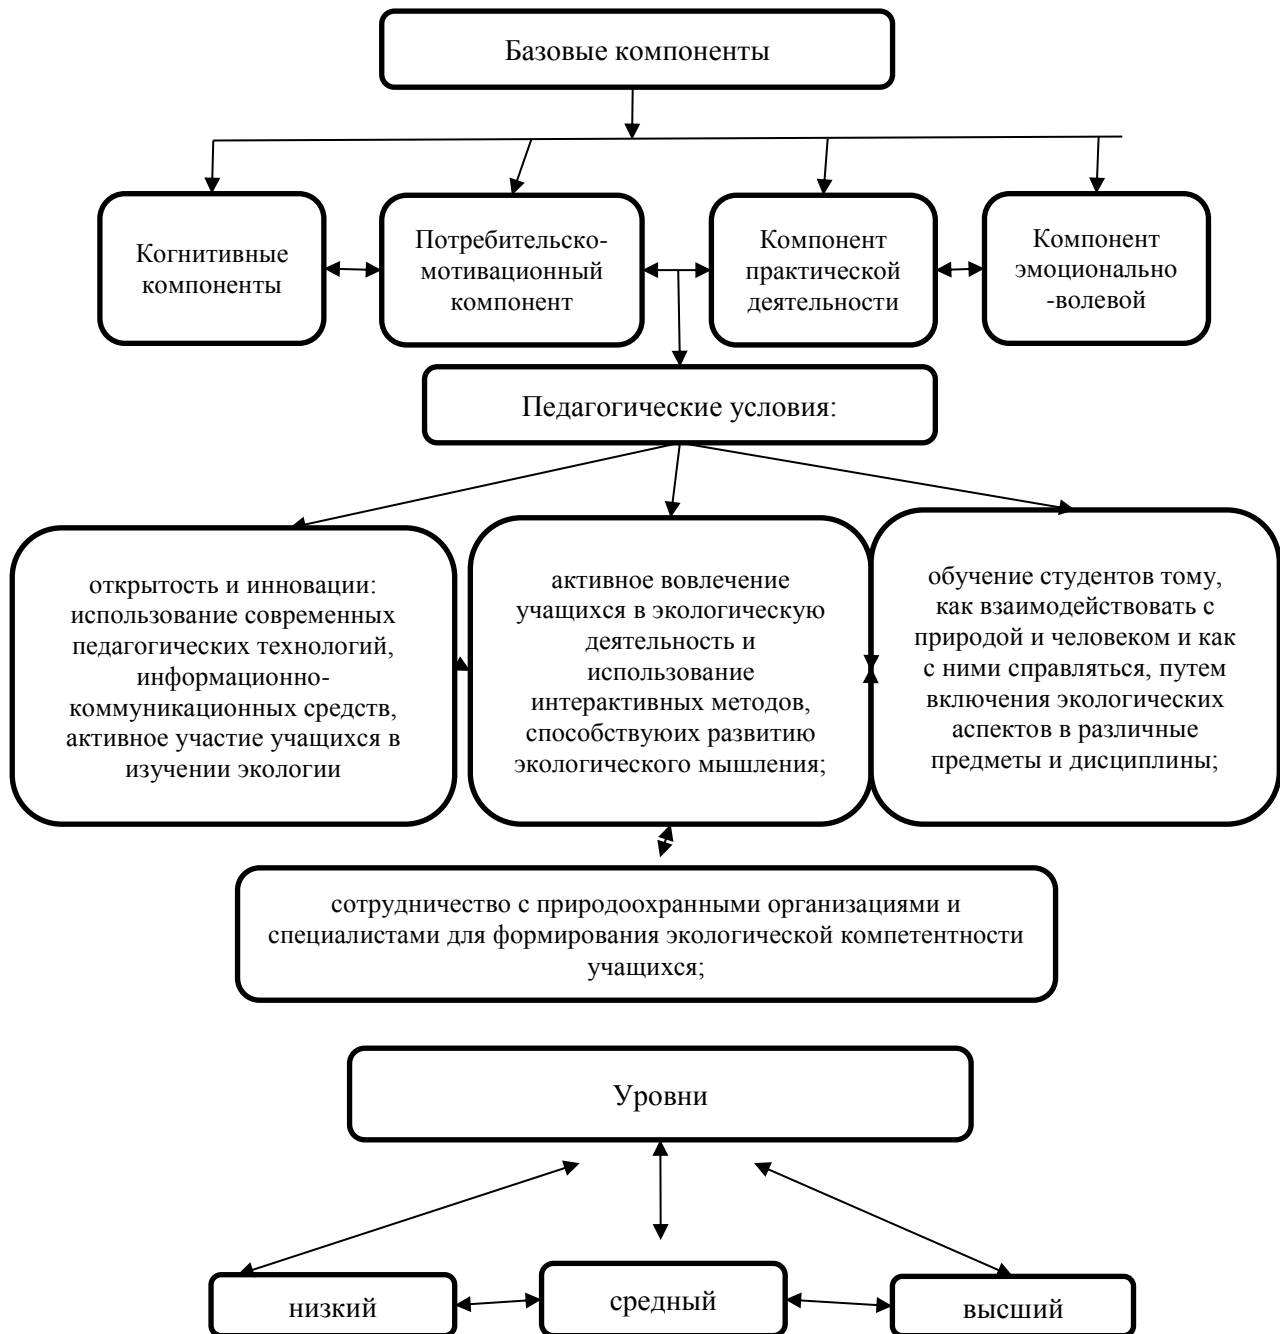 Базовые компоненты
Когнитивные
компоненты
Потребительско-
мотивационный
компонент
Компонент
практической
деятельности
Компонент
эмоционально
-волевой
Педагогические условия:
открытость и инновации:
использование современных
педагогических технологий,
информационно-
коммуникационных средств,
активное участие учащихся в
изучении экологии
активное вовлечение
учащихся в экологическую
деятельность и
использование
интерактивных методов,
способствуюих развитию
экологического мышления;
обучение студентов тому,
как взаимодействовать с
природой и человеком и как
с ними справляться, путем
включения экологических
аспектов в различные
предметы и дисциплины;
сотрудничество с природоохранными организациями и
специалистами для формирования экологической компетентности
учащихся;
Уровни
низкий
средный
высший